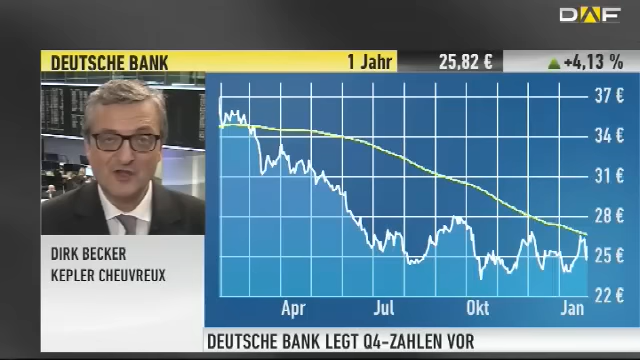 DAF
DEUTSCHE BANK 1 Jahr 25,82 € +4,13 %
37 €
34 €
31 €
28 €
25 €
22 €
Apr Jul Okt Jan
DIRK BECKER
KEPLER CHEUVREUX
DEUTSCHE BANK LEGT Q4-ZAHLEN VOR